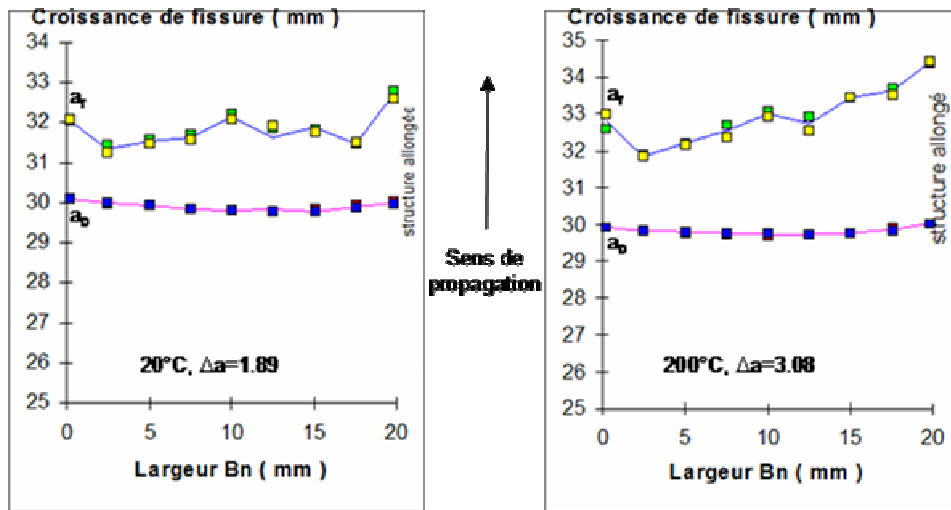 Croissance de fissure ( mm )
34
33
32
31
30
29
28
27
26
25
af
a0
structure allongé
20°C, Δa=1.89
0 5 10 15 20
Largeur Bn ( mm )
Sens de
propagation
Croissance de fissure ( mm )
35
34
33
32
31
30
29
28
27
26
25
af
a0
structure allongé
200°C, Δa=3.08
0 5 10 15 20
Largeur Bn ( mm )